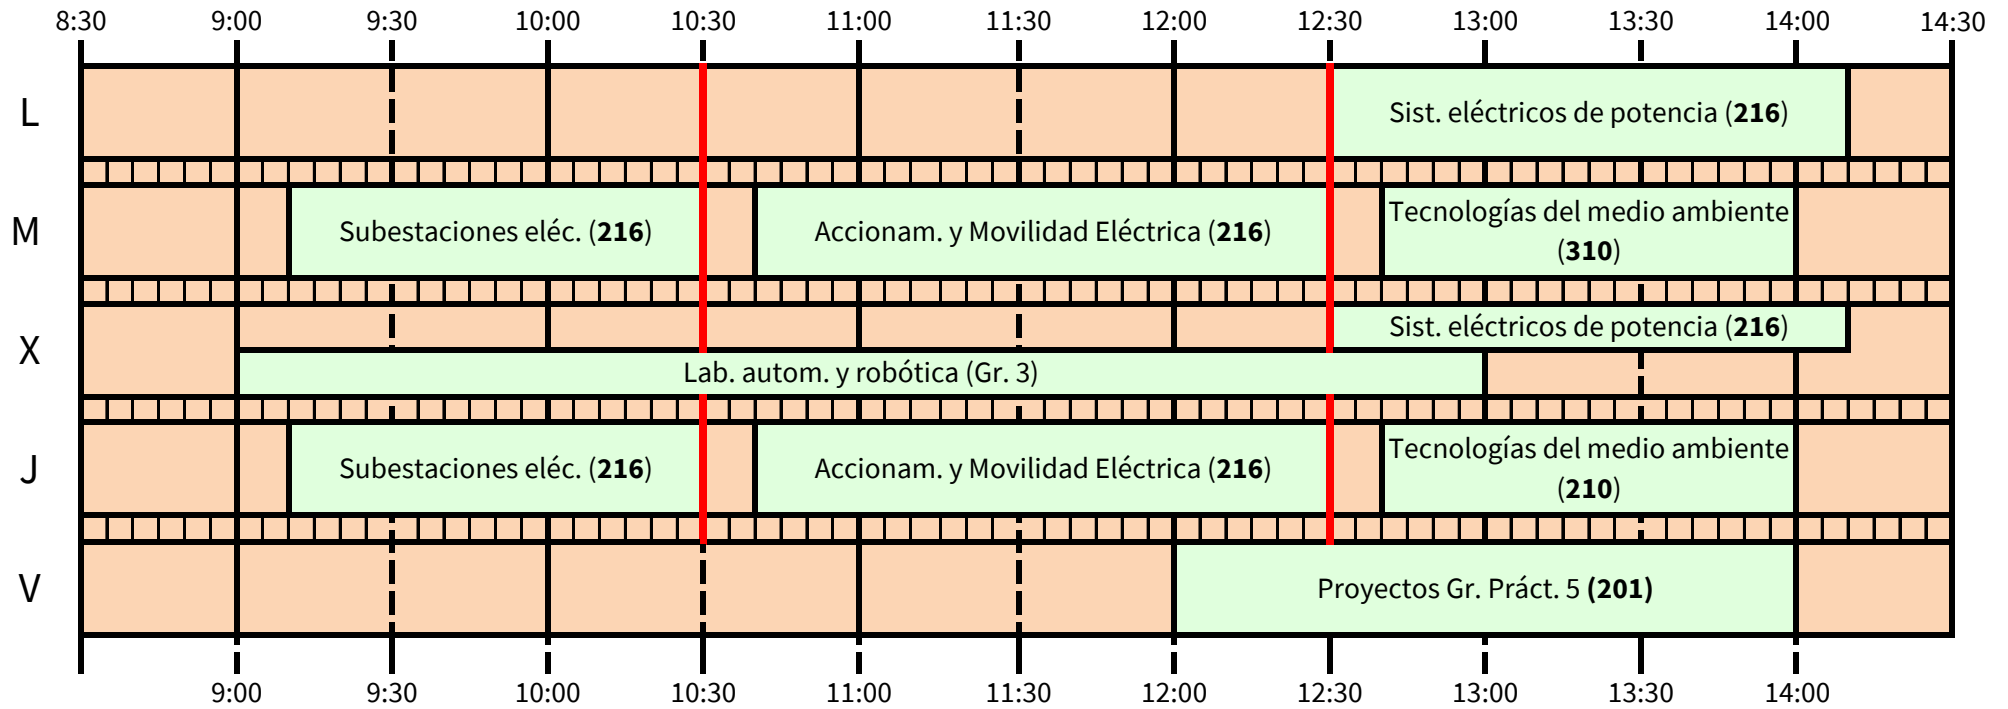 8:30 9:00 9:30 10:00 10:30 11:00 11:30 12:00 12:30 13:00 13:30 14:00 14:30
L
Sist. eléctricos de potencia (216)
M
Subestaciones eléc. (216)
Accionam. y Movilidad Eléctrica (216)
Tecnologías del medio ambiente
(310)
X
Sist. eléctricos de potencia (216)
Lab. autom. y robótica (Gr. 3)
J
Subestaciones eléc. (216)
Accionam. y Movilidad Eléctrica (216)
Tecnologías del medio ambiente
(210)
V
Proyectos Gr. Práct. 5 (201)
9:00 9:30 10:00 10:30 11:00 11:30 12:00 12:30 13:00 13:30 14:00